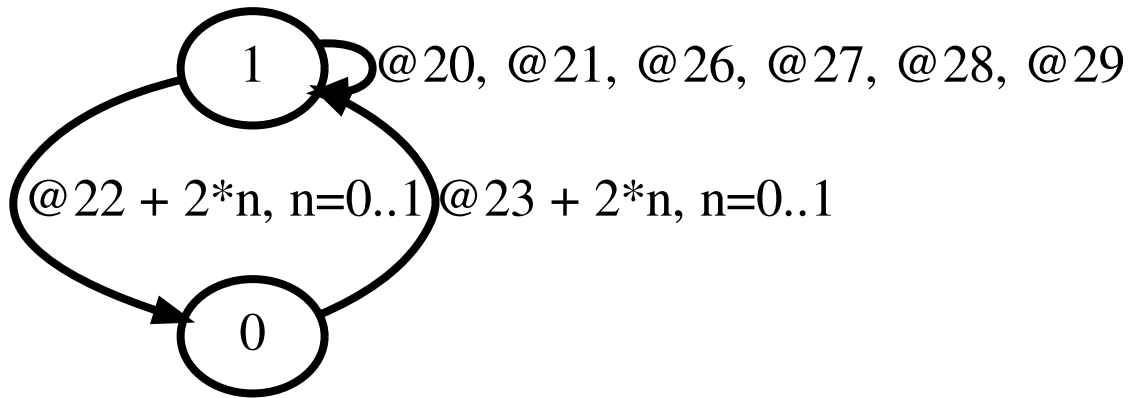 1
@20, @21, @26, @27, @28, @29
@22 + 2*n, n=0..1
@23 + 2*n, n=0..1
0